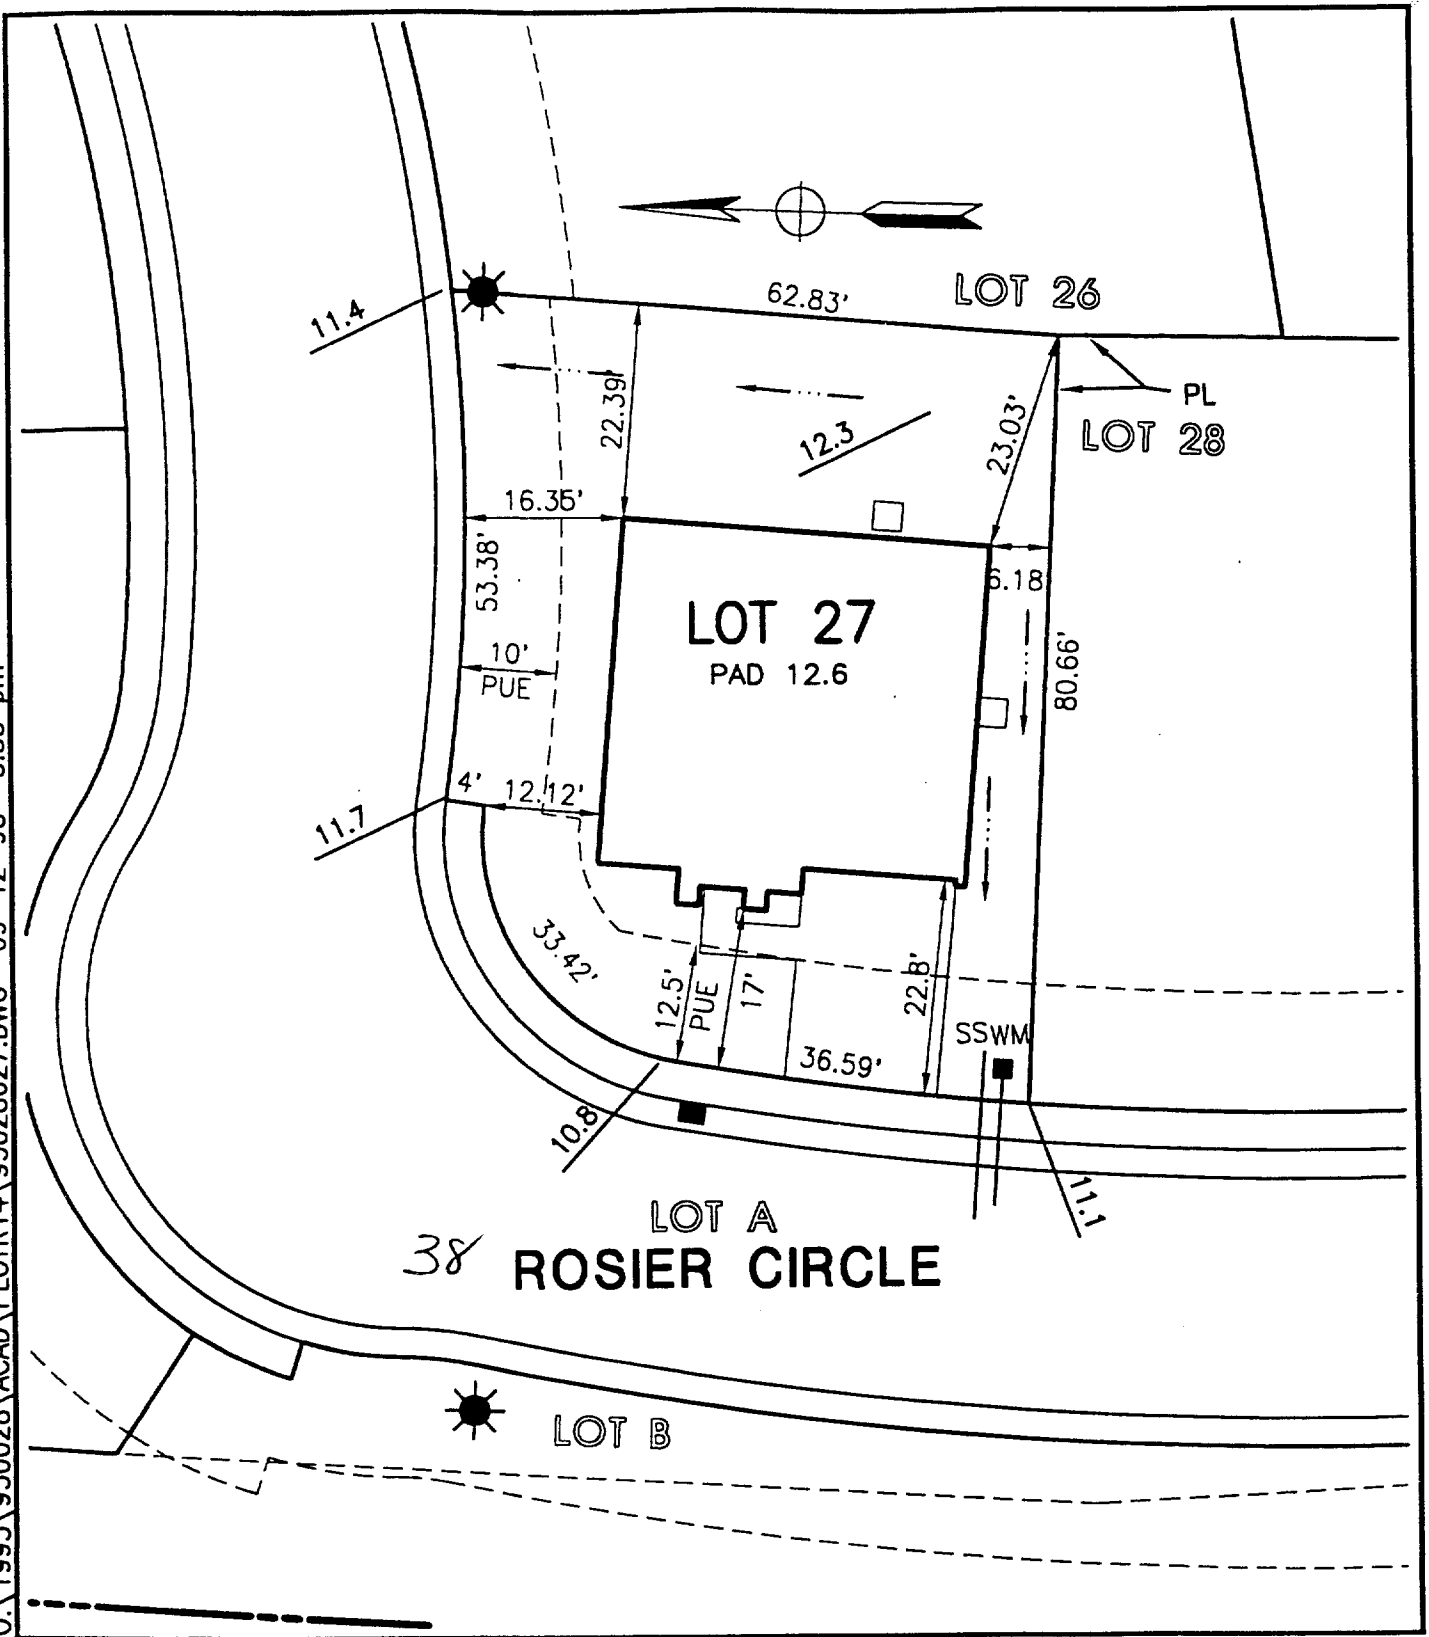 62.83'
LOT 26
11.4
PL
22.39'
12.3
23.03'
LOT 28
16.35'
53.38'
6.18
LOT 27
PAD 12.6
10'
PUE
80.66'
4'
12.12'
11.7
33.42'
12.5'
PUE
17'
22.8'
SSWM
36.59'
10.8
11.1
LOT A
38 ROSIER CIRCLE
LOT B